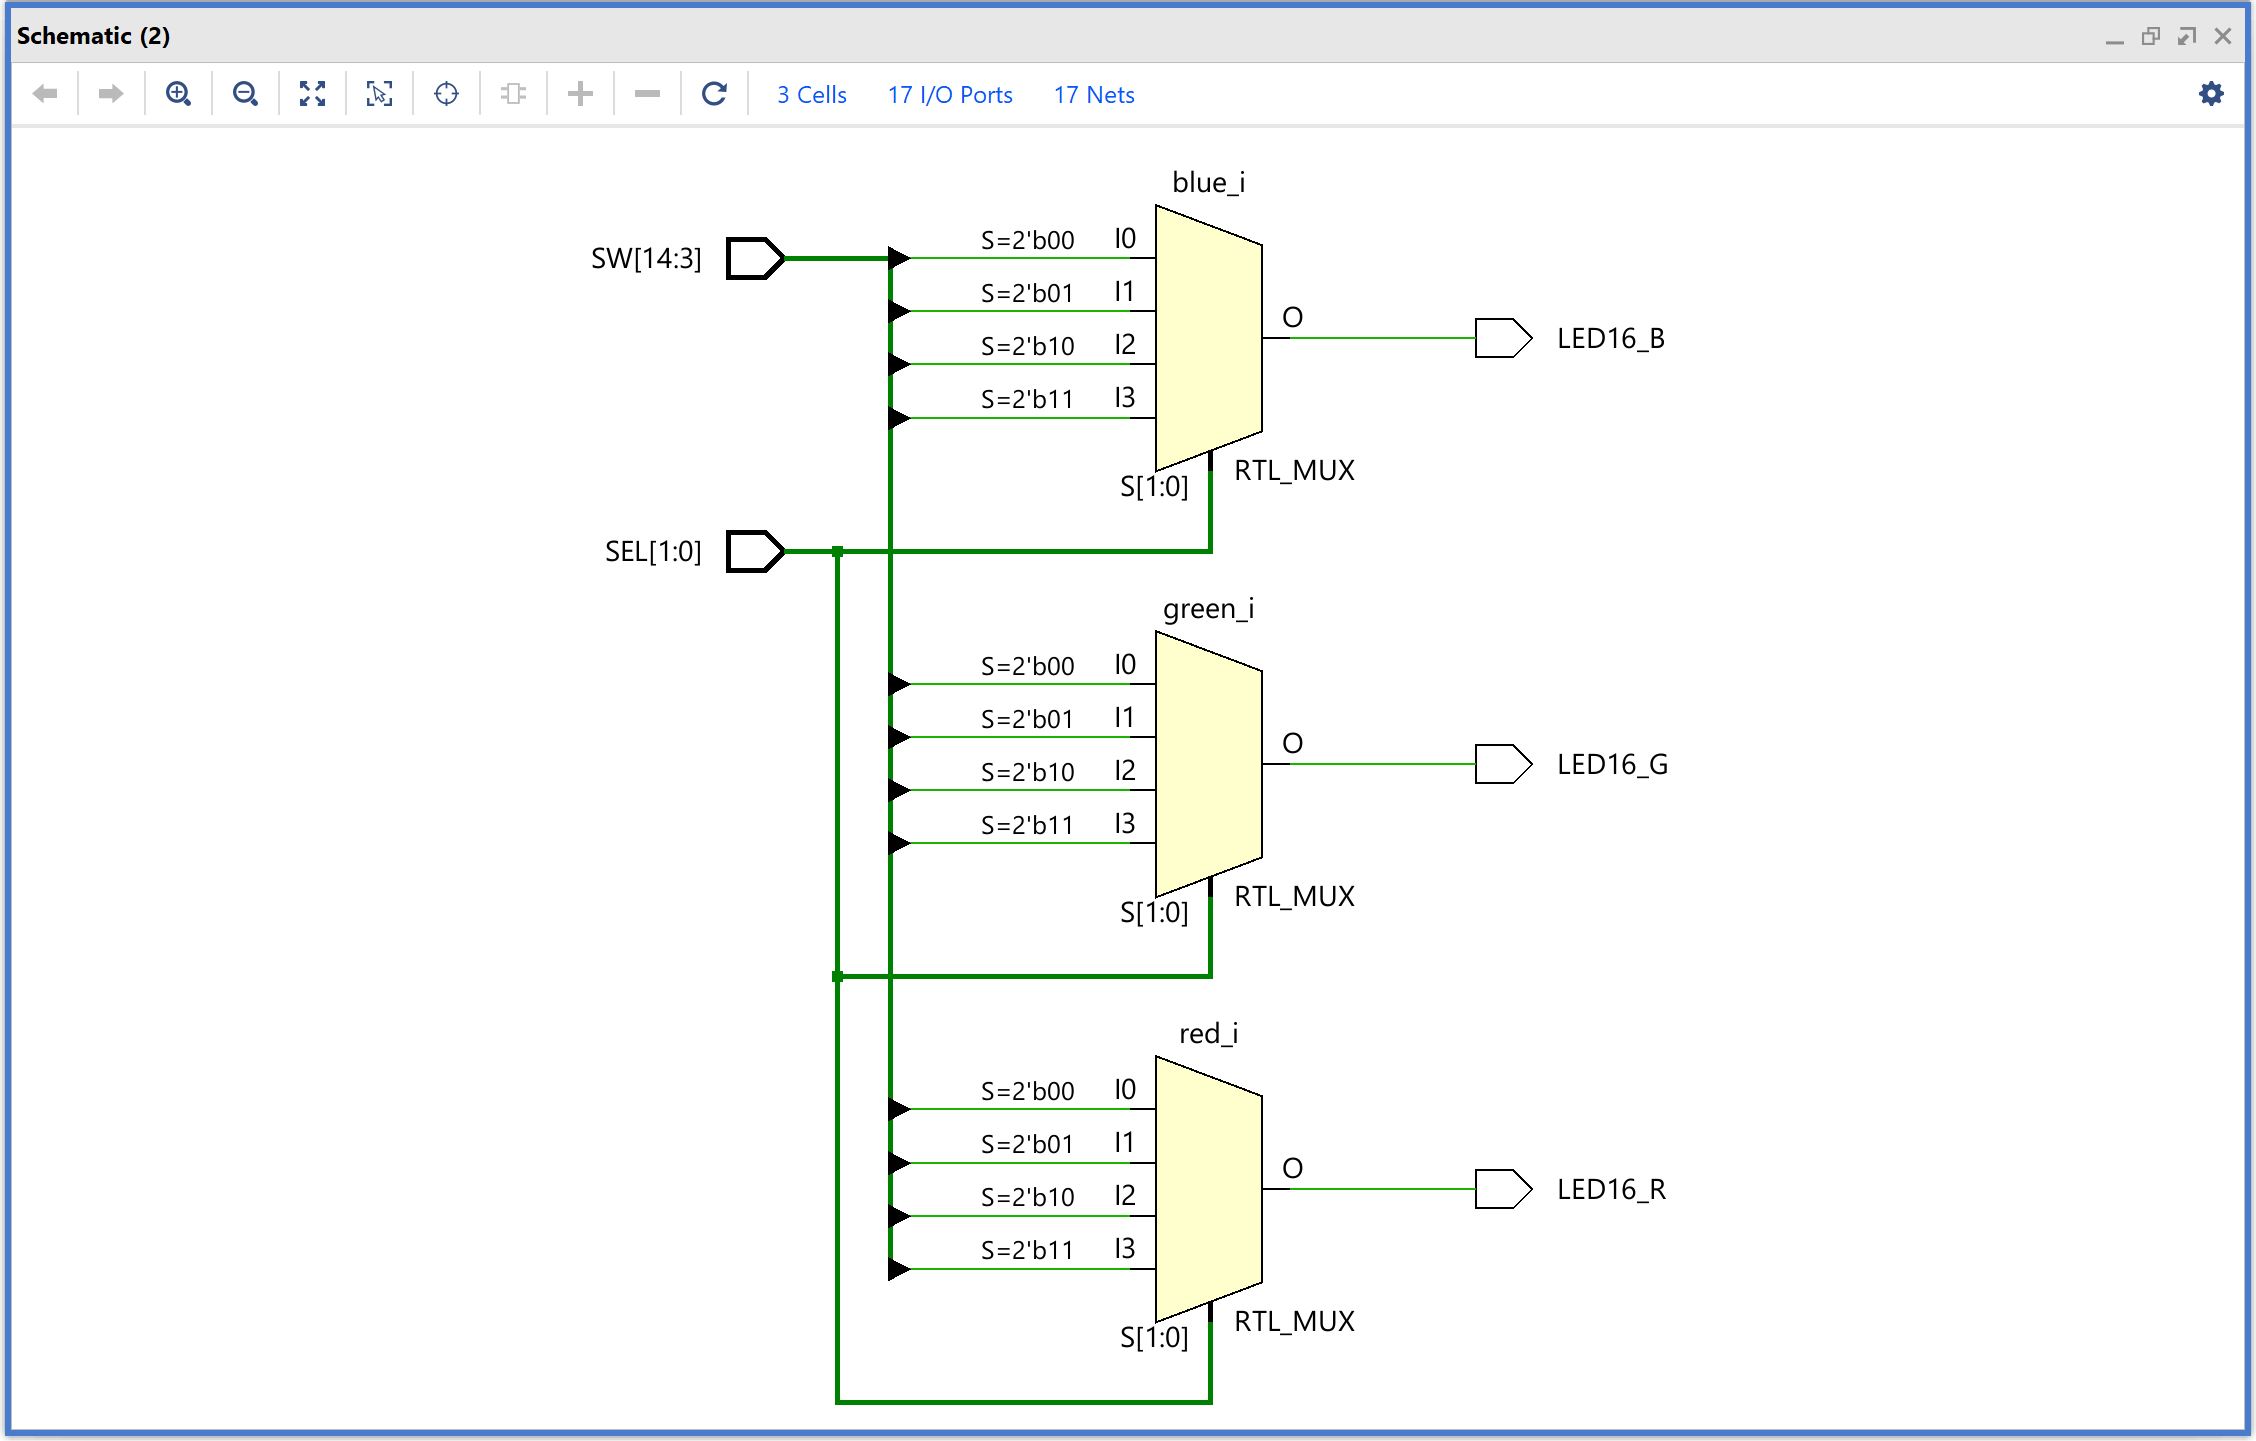 Schematic (2)
3 Cells 17 I/O Ports 17 Nets
blue_i
SW[14:3]
S=2'b00 I0
S=2'b01 I1
S=2'b10 I2
S=2'b11 I3
O
LED16_B
S[1:0]
RTL_MUX
SEL[1:0]
green_i
S=2'b00 I0
S=2'b01 I1
S=2'b10 I2
S=2'b11 I3
O
LED16_G
S[1:0]
RTL_MUX
red_i
S=2'b00 I0
S=2'b01 I1
S=2'b10 I2
S=2'b11 I3
O
LED16_R
S[1:0]
RTL_MUX